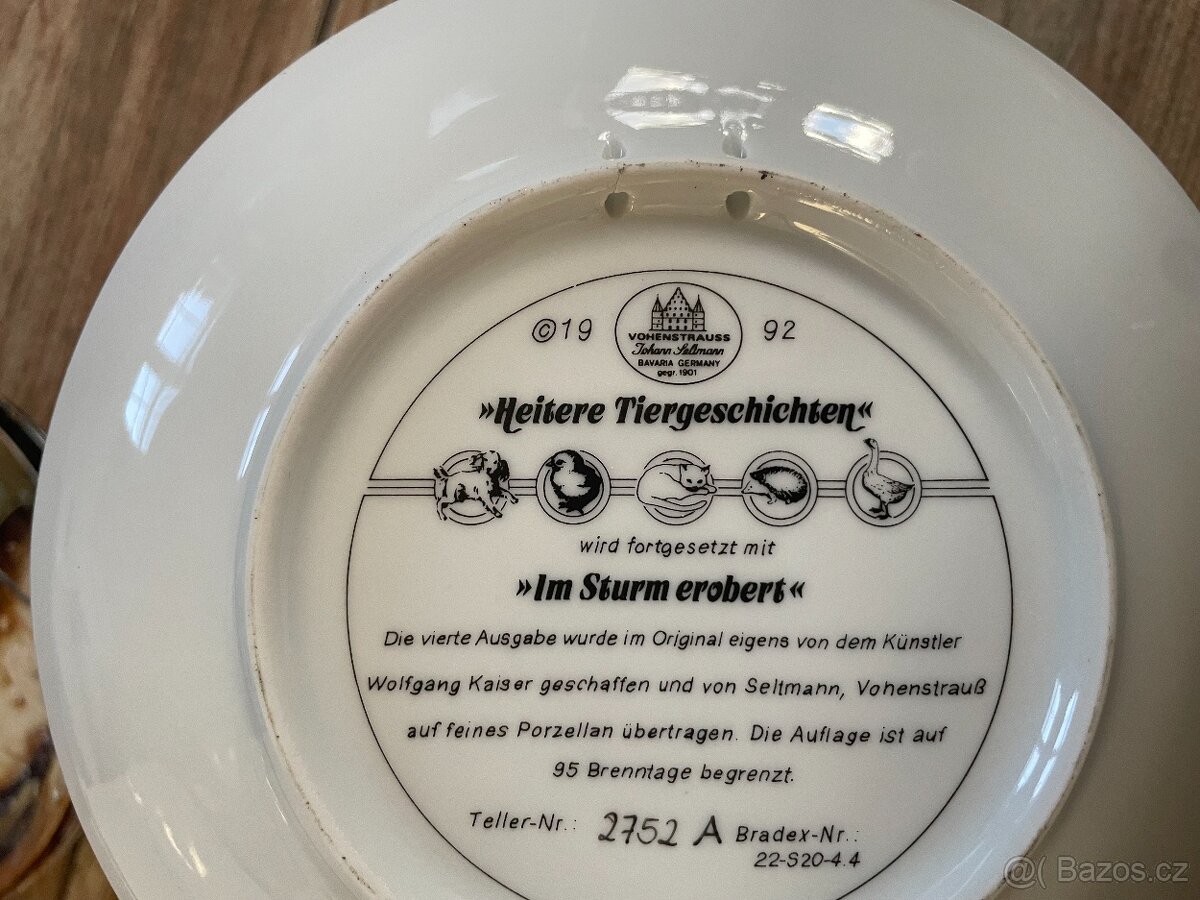 ©19 92
VOHENSTRAUSS
Johann Seltmann
BAVARIA GERMANY
gegr. 1901
»Heitere Tiergeschichten«
wird fortgesetzt mit
»Im Sturm erobert«
Die vierte Ausgabe wurde im Original eigens von dem Künstler
Wolfgang Kaiser geschaffen und von Seltmann, Vohenstrauß
auf feines Porzellan übertragen. Die Auflage ist auf
95 Brenntage begrenzt.
Teller-Nr.: 2752 A Bradex-Nr.:
22-S20-4.4
@( Bazos.cz